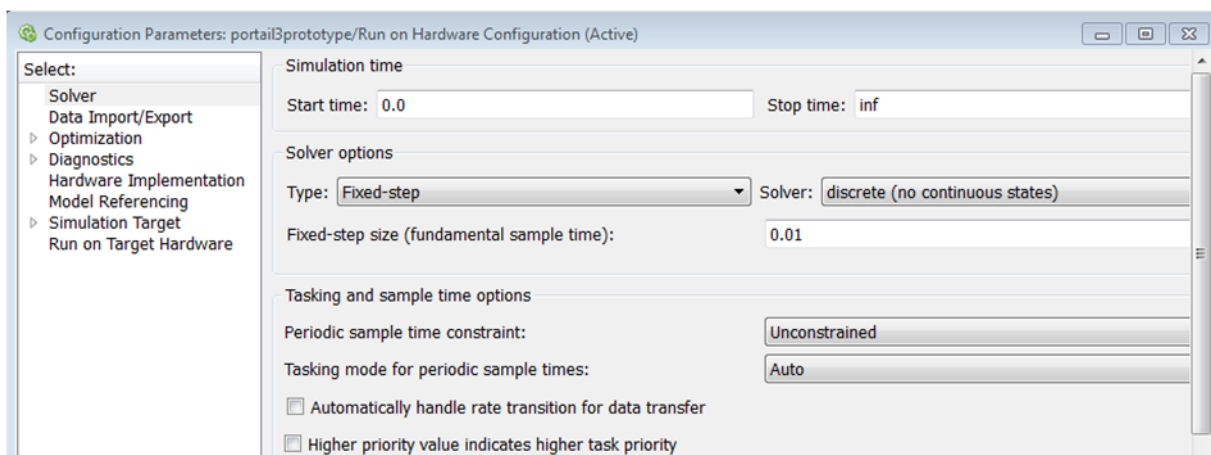 Configuration Parameters: portail3prototype/Run on Hardware Configuration (Active)
Select:
Solver
Data Import/Export
Optimization
Diagnostics
Hardware Implementation
Model Referencing
Simulation Target
Run on Target Hardware
Simulation time
Start time: 0.0 Stop time: inf
Solver options
Type: Fixed-step Solver: discrete (no continuous states)
Fixed-step size (fundamental sample time): 0.01
Tasking and sample time options
Periodic sample time constraint: Unconstrained
Tasking mode for periodic sample times: Auto
Automatically handle rate transition for data transfer
Higher priority value indicates higher task priority